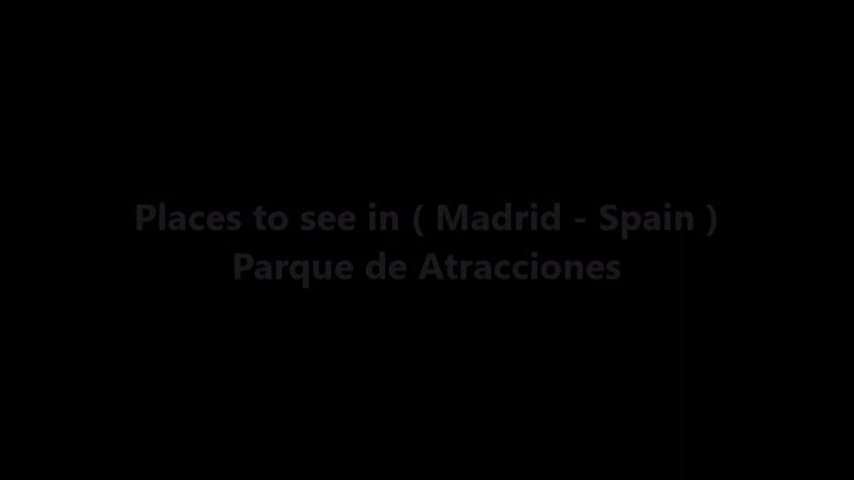 Places to see in ( Madrid - Spain )
Parque de Atracciones